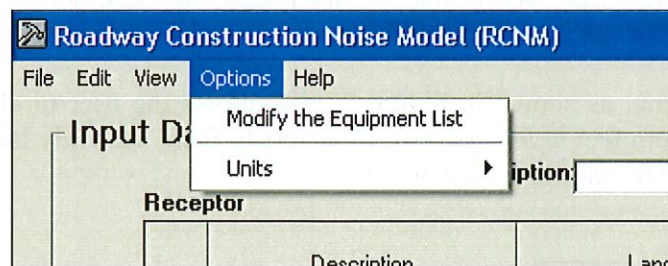 Roadway Construction Noise Model (RCNM)
File Edit View Options Help
Modify the Equipment List
Units
Input Da
iption:
Receptor
Description Land